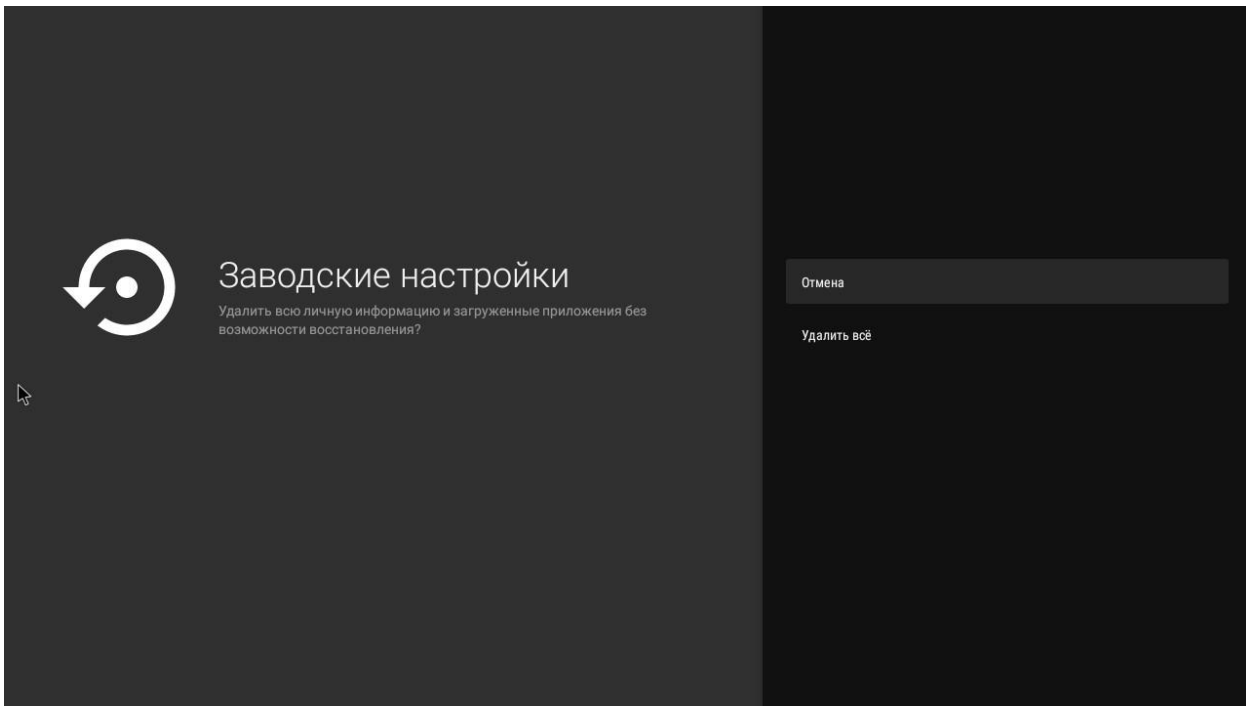 Заводские настройки
Удалить всю личную информацию и загруженные приложения без
возможности восстановления?
Отмена
Удалить всё